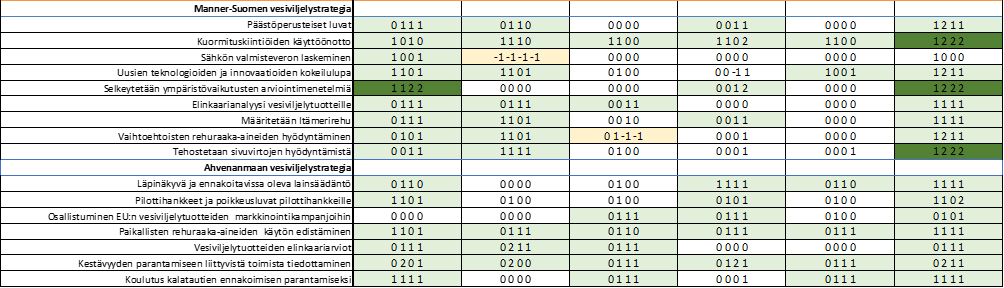 Manner-Suomen vesiviljelystrategia
Päästöperusteiset luvat 0 1 1 1 0 1 1 0 0 0 0 0 0 0 1 1 0 0 0 0 1 2 1 1
Kuormituskiintiöiden käyttöönotto 1 0 1 0 1 1 1 0 1 1 0 0 1 1 0 2 1 1 0 0 1 2 2 2
Sähkön valmisteveron laskeminen 1 0 0 1 -1-1-1-1 0 0 0 0 0 0 0 0 0 0 0 0 1 0 0 0
Uusien teknologioiden ja innovaatioiden kokeilulupa 1 1 0 1 1 1 0 1 0 1 0 0 0 0 -1 1 1 0 0 1 1 2 1 1
Selkeytetään ympäristövaikutusten arviointimenetelmiä 1 1 2 2 0 0 0 0 0 0 0 0 0 0 1 2 0 0 0 0 1 2 2 2
Elinkaarianalyysi vesiviljelytuotteille 0 1 1 1 0 1 1 1 0 0 1 1 0 0 0 0 0 0 0 0 1 1 1 1
Määritetään Itämerirehu 0 1 1 1 1 1 0 1 0 0 1 0 0 0 1 1 0 0 0 0 1 1 1 1
Vaihtoehtoisten rehuraaka-aineiden hyödyntäminen 0 1 0 1 1 1 0 1 0 1 -1 -1 0 0 0 1 0 0 0 0 1 2 1 1
Tehostetaan sivuvirtojen hyödyntämistä 0 0 1 1 1 1 1 1 0 1 0 0 0 0 0 1 0 0 0 1 1 2 2 2
Ahvenanmaan vesiviljelystrategia
Läpinäkyvä ja ennakoitavissa oleva lainsäädäntö 0 1 1 0 0 0 0 0 0 1 0 0 1 1 1 1 0 1 1 0 1 1 1 1
Pilottihankkeet ja poikkeusluvat pilottihankkeille 1 1 0 1 0 1 0 0 0 1 0 0 0 1 0 1 0 1 0 0 1 1 0 2
Osallistuminen EU:n vesiviljelytuotteiden markkinointikampanjoihin 0 0 0 0 0 0 0 0 0 1 1 1 0 1 1 1 0 1 0 0 0 1 0 1
Paikallisten rehuraaka-aineiden käytön edistäminen 1 1 0 1 0 1 1 1 0 1 1 0 0 1 1 1 0 1 1 1 1 1 1 1
Vesiviljelytuotteiden elinkaariarviot 0 1 1 1 0 2 1 1 0 1 1 1 0 0 0 0 0 0 0 0 0 1 1 1
Kestävyyden parantamiseen liittyvistä toimista tiedottaminen 0 2 0 1 0 2 0 0 0 1 1 1 0 1 2 1 0 1 1 1 0 2 1 1
Koulutus kalatautien ennakoimisen parantamiseksi 1 1 1 1 0 0 0 0 0 1 1 1 0 0 0 1 0 1 1 1 1 1 1 1